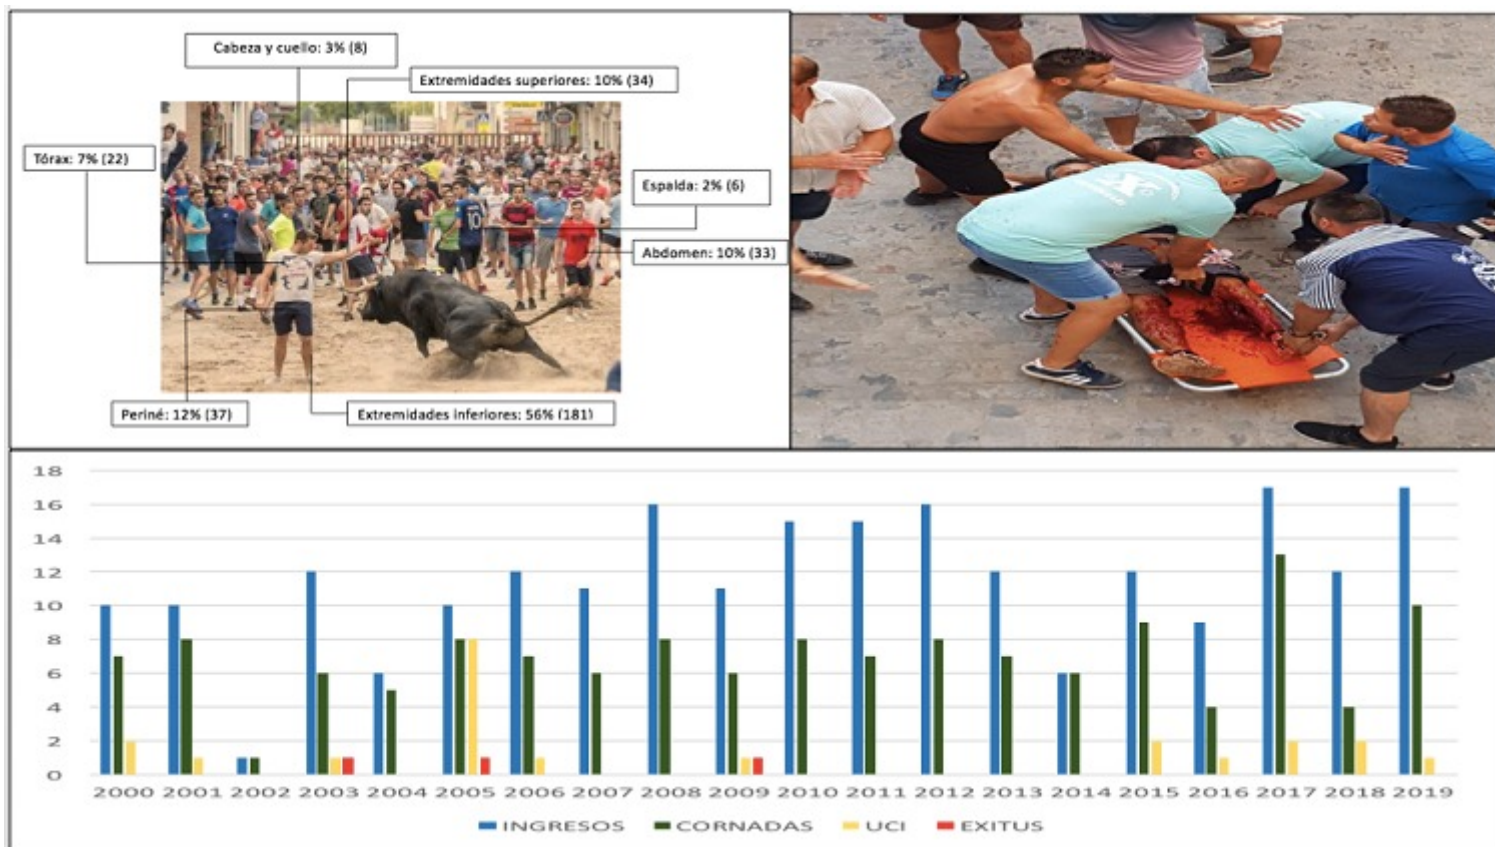 Cabeza y cuello: 3% (8)
Extremidades superiores: 10% (34)
Tórax: 7% (22)
Espalda: 2% (6)
10
Abdomen: 10% (33)
Periné: 12% (37)
Extremidades inferiores: 56% (181)
18
16
14
12
10
8
6
4
2
0
2000 2001 2002 2003 2004 2005 2006 2007 2008 2009 2010 2011 2012 2013 2014 2015 2016 2017 2018 2019
INGRESOS CORNADAS UCI EXITUS